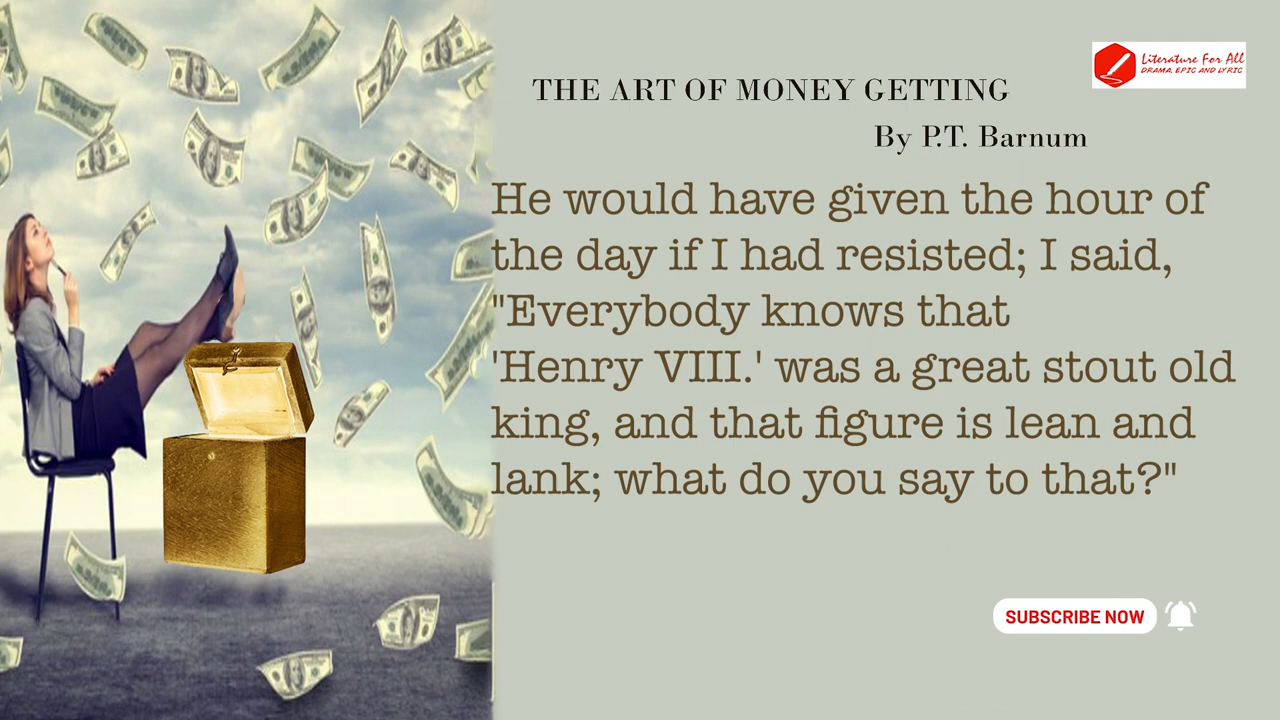 Literature For All
DRAMA, EPIC AND LYRIC
THE ART OF MONEY GETTING
By P.T. Barnum
He would have given the hour of
the day if I had resisted; I said,
"Everybody knows that
'Henry VIII.' was a great stout old
king, and that figure is lean and
lank; what do you say to that?"
SUBSCRIBE NOW